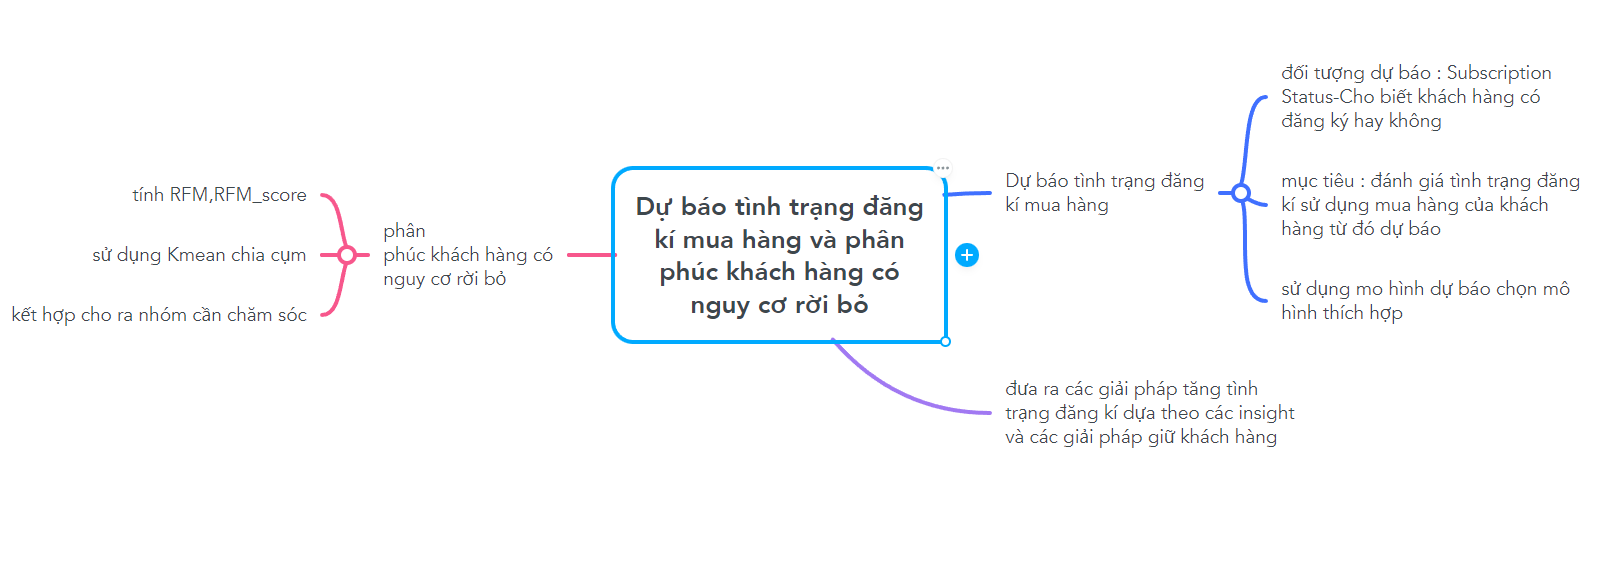 Dự báo tình trạng đăng
kí mua hàng và phân
phúc khách hàng có
nguy cơ rời bỏ
Dự báo tình trạng đăng
kí mua hàng
đối tượng dự báo : Subscription
Status-Cho biết khách hàng có
đăng ký hay không
mục tiêu : đánh giá tình trạng đăng
kí sử dụng mua hàng của khách
hàng từ đó dự báo
sử dụng mo hình dự báo chọn mô
hình thích hợp
đưa ra các giải pháp tăng tình
trạng đăng kí dựa theo các insight
và các giải pháp giữ khách hàng
phân
phúc khách hàng có
nguy cơ rời bỏ
tính RFM,RFM_score
sử dụng Kmean chia cụm
kết hợp cho ra nhóm cần chăm sóc